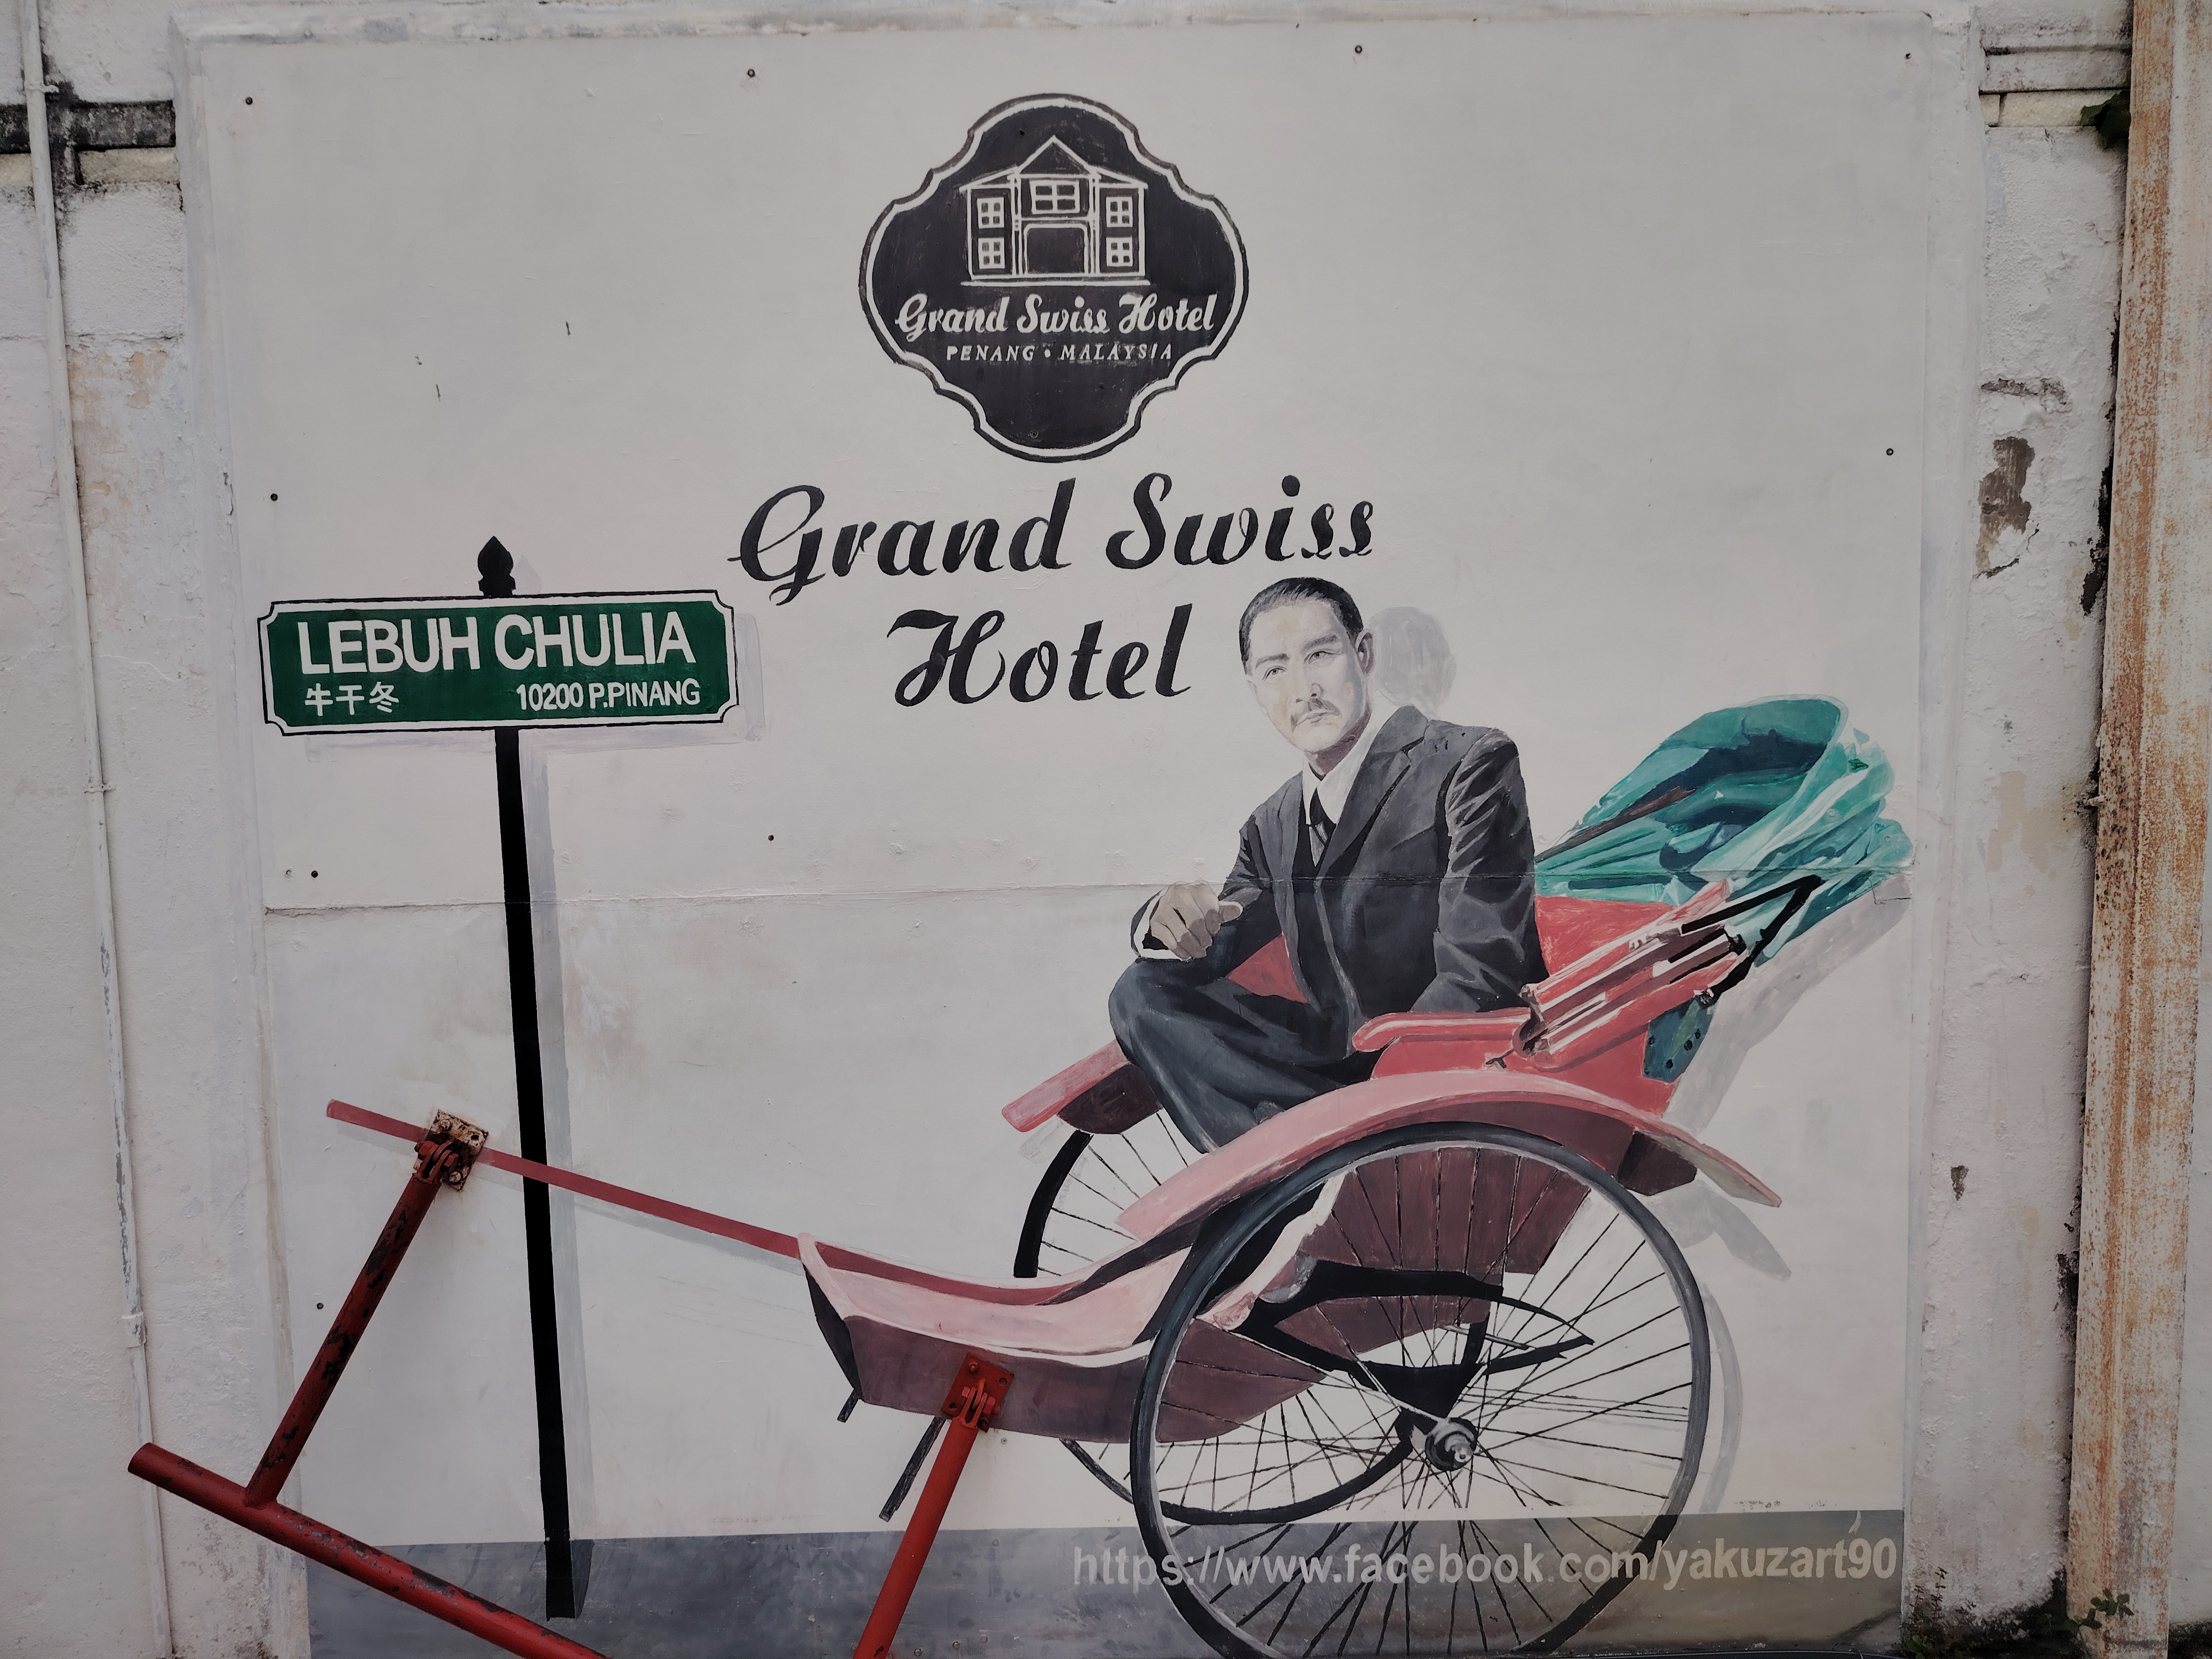 Grand Swiss Hotel
PENANG • MALAYSIA
Grand Swiss
Hotel
LEBUH CHULIA
牛干冬
10200 P.PINANG
https://www.facebook.com/yakuzart90